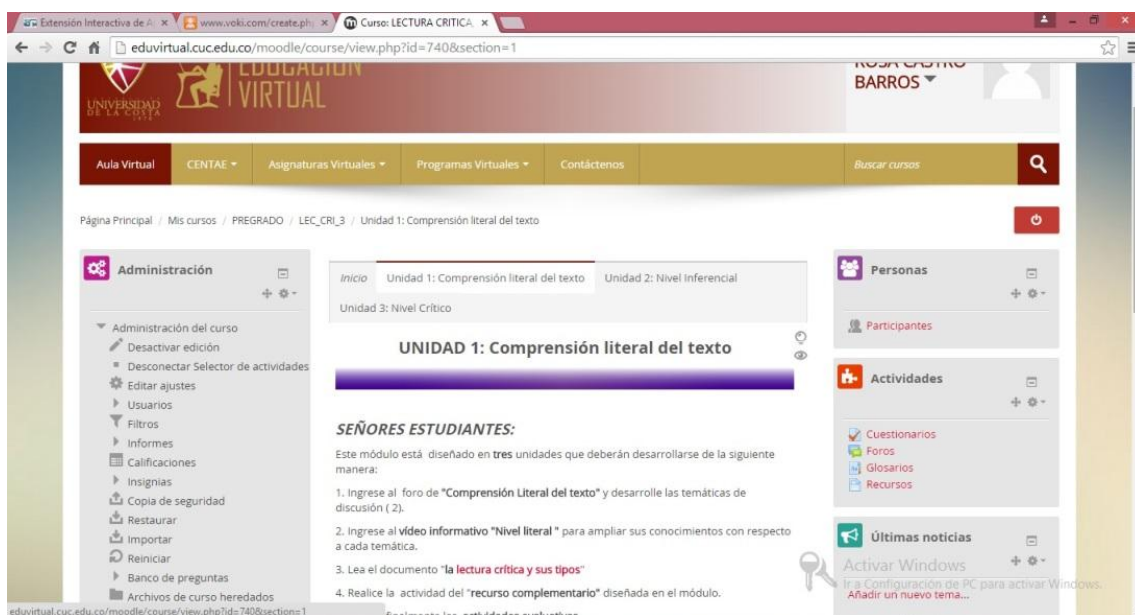 Extensión Interactiva de A
www.voki.com/create.ph
Curso: LECTURA CRITICA,
eduvirtual.cuc.edu.co/moodle/course/view.php?id=740&section=1
UNIVERSIDAD
DE LA COSTA
1970
EDUCACIÓN
VIRTUAL
ROSA CASTRO
BARROS
Aula Virtual
CENTAE
Asignaturas Virtuales
Programas Virtuales
Contáctenos
Buscar cursos
Página Principal / Mis cursos / PREGRADO / LEC_CRI_3 / Unidad 1: Comprensión literal del texto
Administración
Administración del curso
Desactivar edición
Desconectar Selector de actividades
Editar ajustes
Usuarios
Filtros
Informes
Calificaciones
Insignias
Copia de seguridad
Restaurar
Importar
Reiniciar
Banco de preguntas
Archivos de curso heredados
Inicio
Unidad 1: Comprensión literal del texto
Unidad 2: Nivel Inferencial
Unidad 3: Nivel Crítico
UNIDAD 1: Comprensión literal del texto
SEÑORES ESTUDIANTES:
Este módulo está diseñado en tres unidades que deberán desarrollarse de la siguiente
manera:
1. Ingrese al foro de "Comprensión Literal del texto" y desarrolle las temáticas de
discusión ( 2).
2. Ingrese al vídeo informativo "Nivel literal " para ampliar sus conocimientos con respecto
a cada temática.
3. Lea el documento "la lectura crítica y sus tipos"
4. Realice la actividad del "recurso complementario" diseñada en el módulo.
Personas
Participantes
Actividades
Cuestionarios
Foros
Glosarios
Recursos
Últimas noticias
Añadir un nuevo tema...
Activar Windows
Ir a Configuración de PC para activar Windows.
eduvirtual.cuc.edu.co/moodle/course/view.php?id=740&section=1